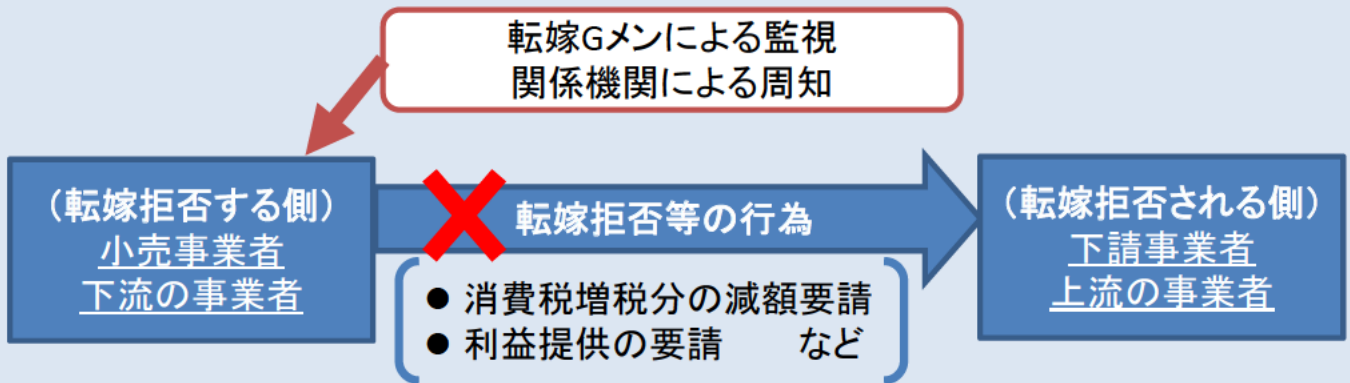 転嫁Gメンによる監視
関係機関による周知
（転嫁拒否する側）
小売事業者
下流の事業者
転嫁拒否等の行為
● 消費税増税分の減額要請
● 利益提供の要請　　など
（転嫁拒否される側）
下請事業者
上流の事業者